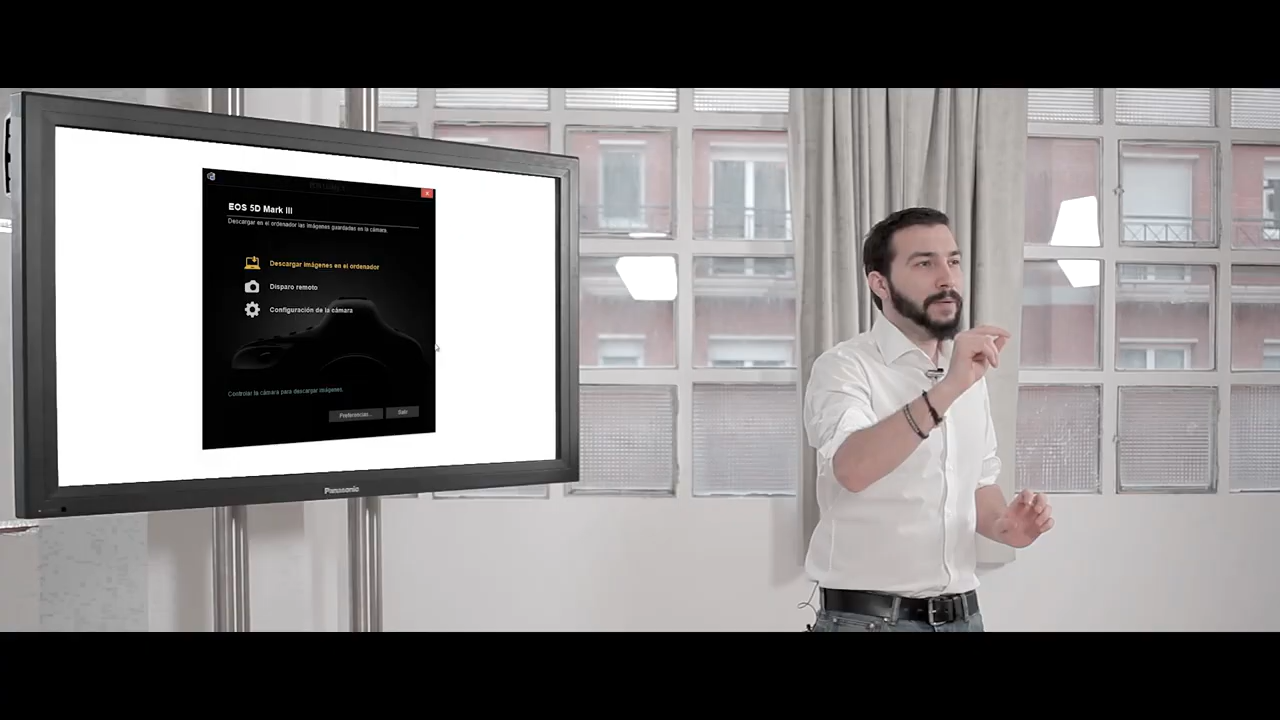 EOS 5D Mark III
Descargar en el ordenador las imágenes guardadas en la cámara.
Descargar imágenes en el ordenador
Disparo remoto
Configuración de la cámara
Controlar la cámara para descargar imágenes.
Preferencias... Salir
Panasonic